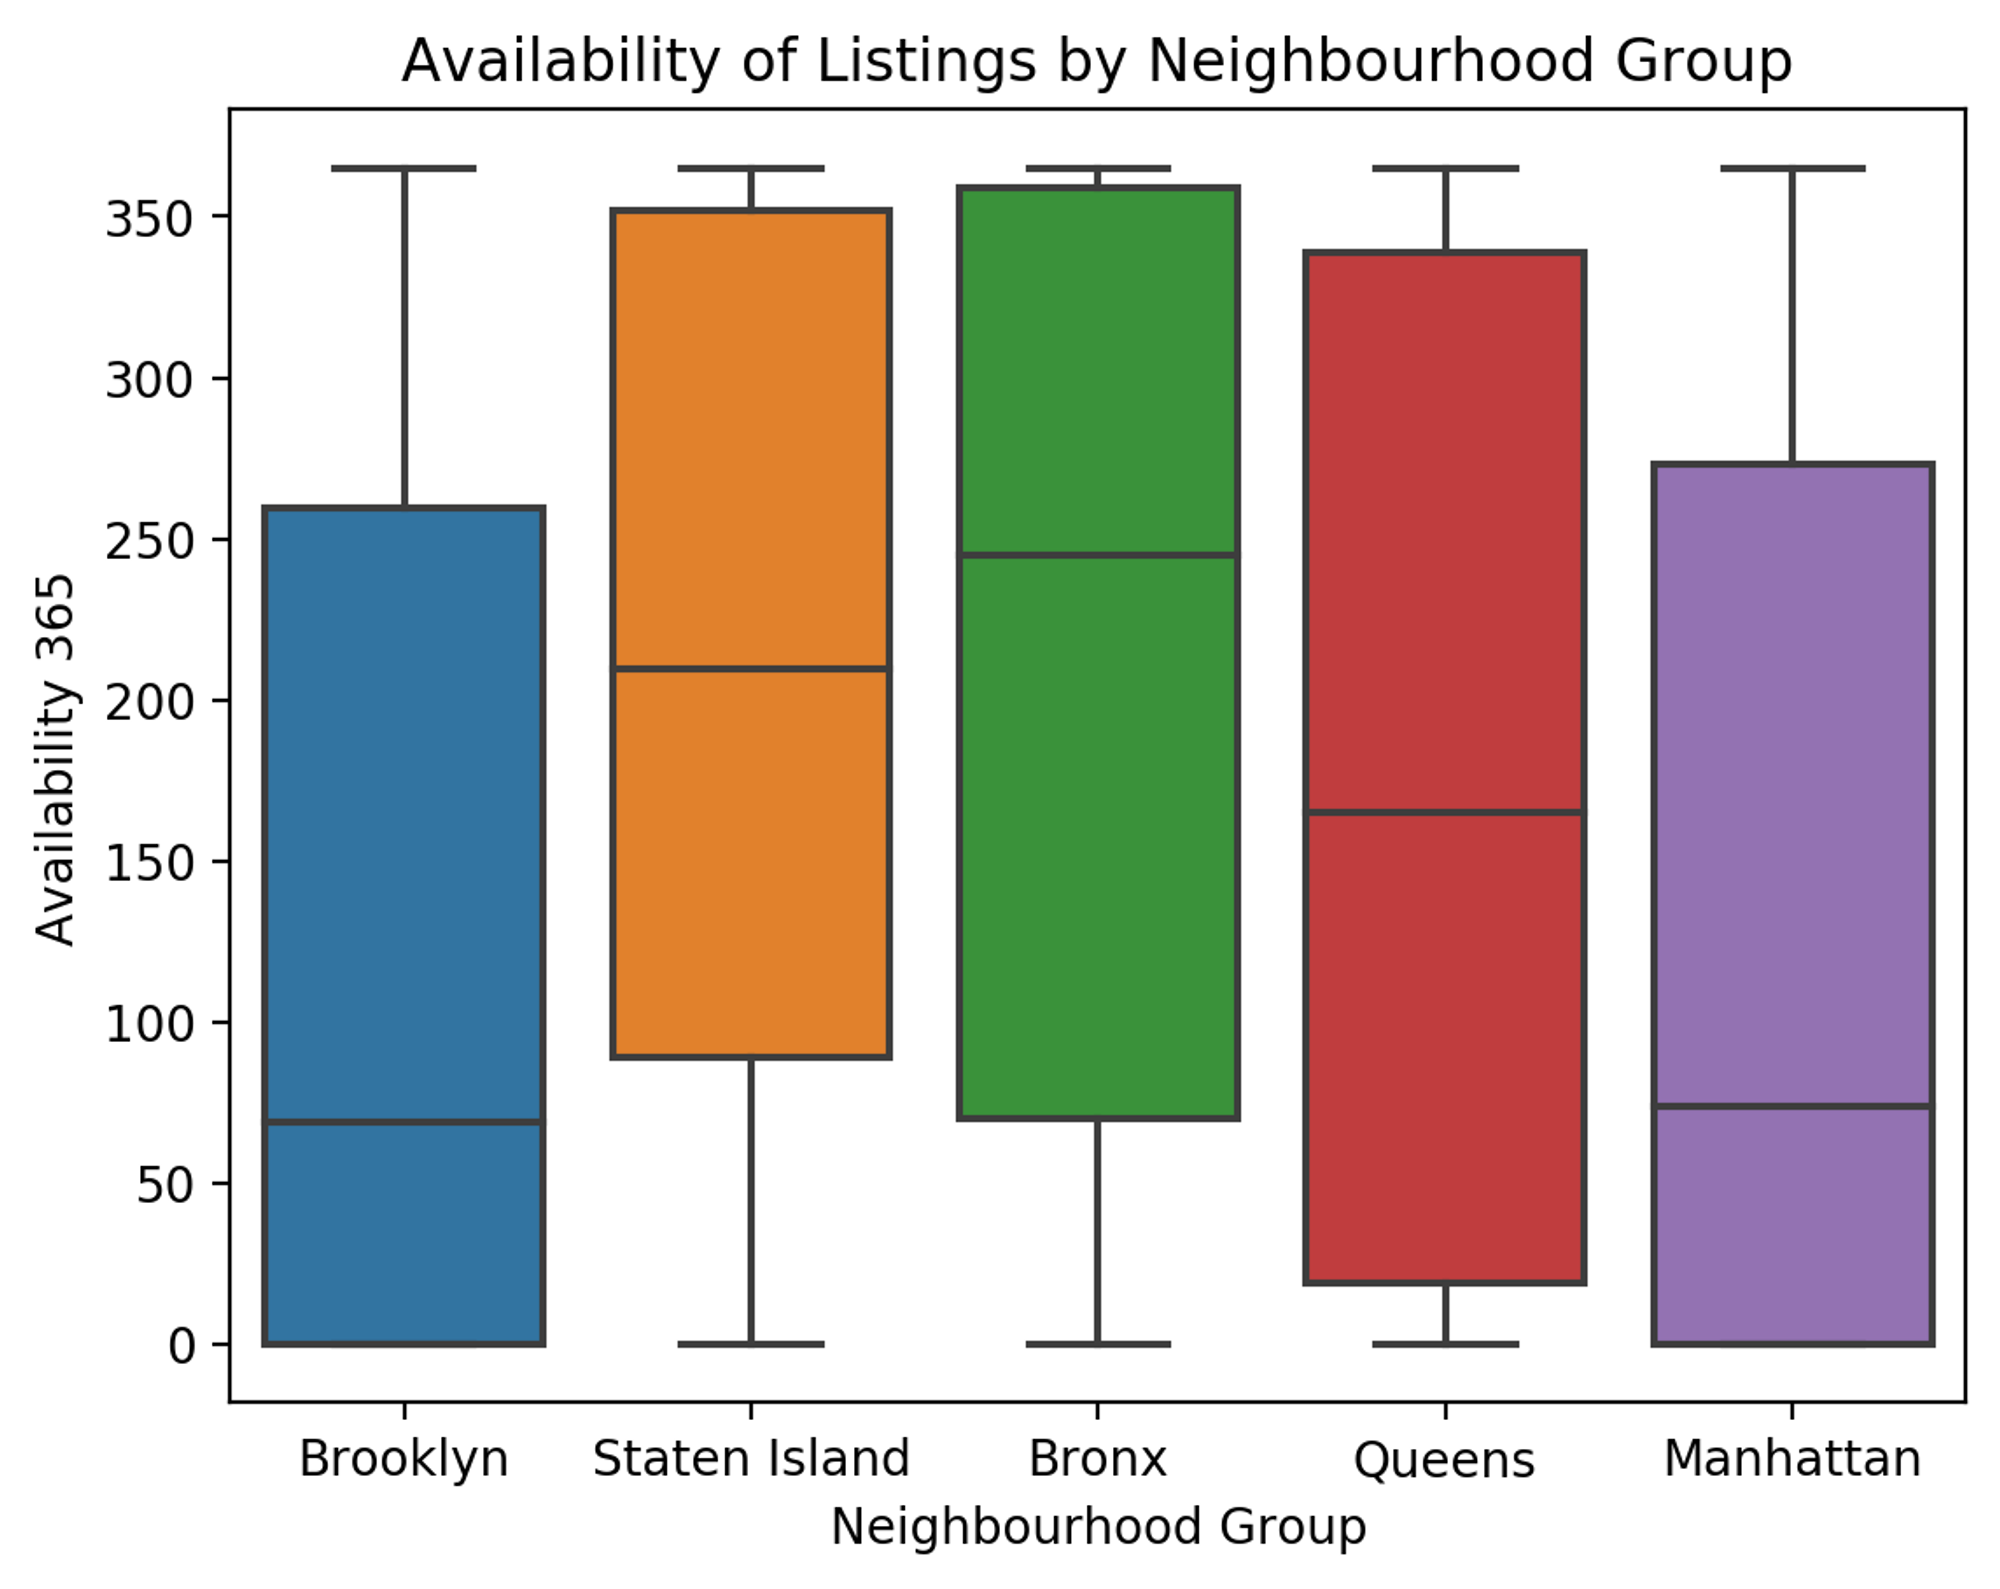 Availability of Listings by Neighbourhood Group
Availability 365
350
300
250
200
150
100
50
0
Brooklyn Staten Island Bronx Queens Manhattan
Neighbourhood Group